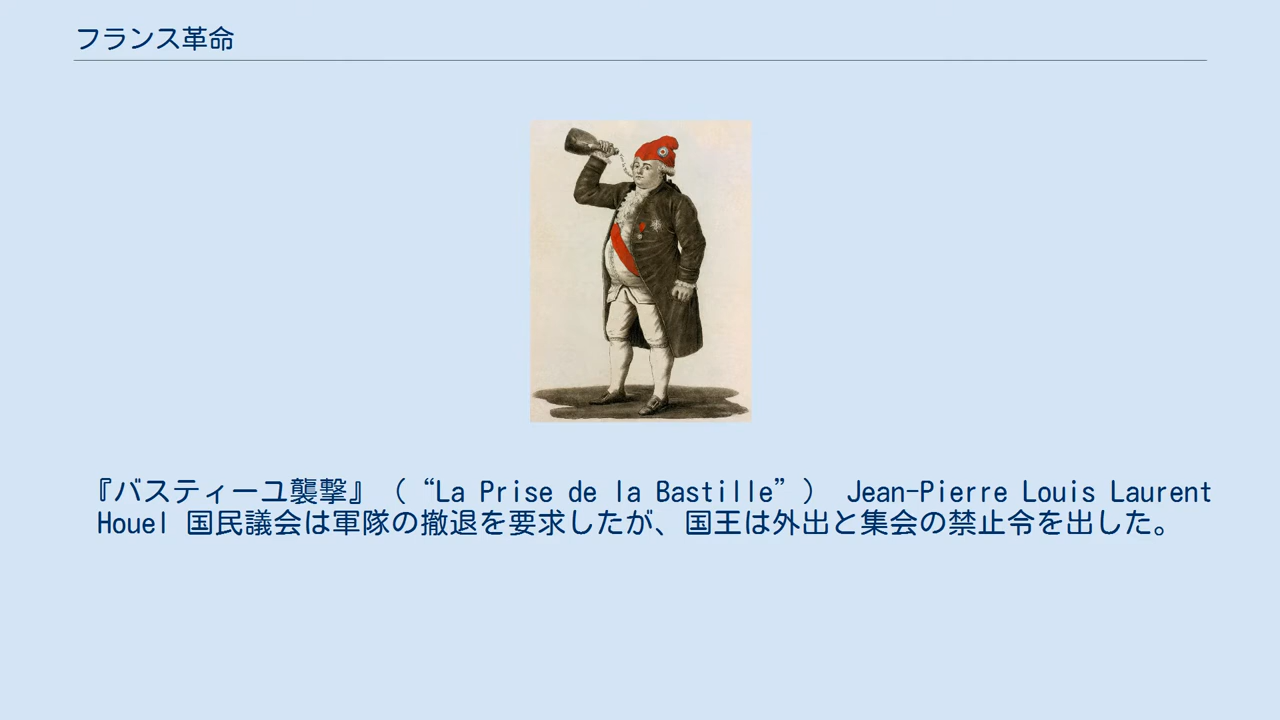 フランス革命
『バスティーユ襲撃』（“La Prise de la Bastille”） Jean-Pierre Louis Laurent
Houel 国民議会は軍隊の撤退を要求したが、国王は外出と集会の禁止令を出した。